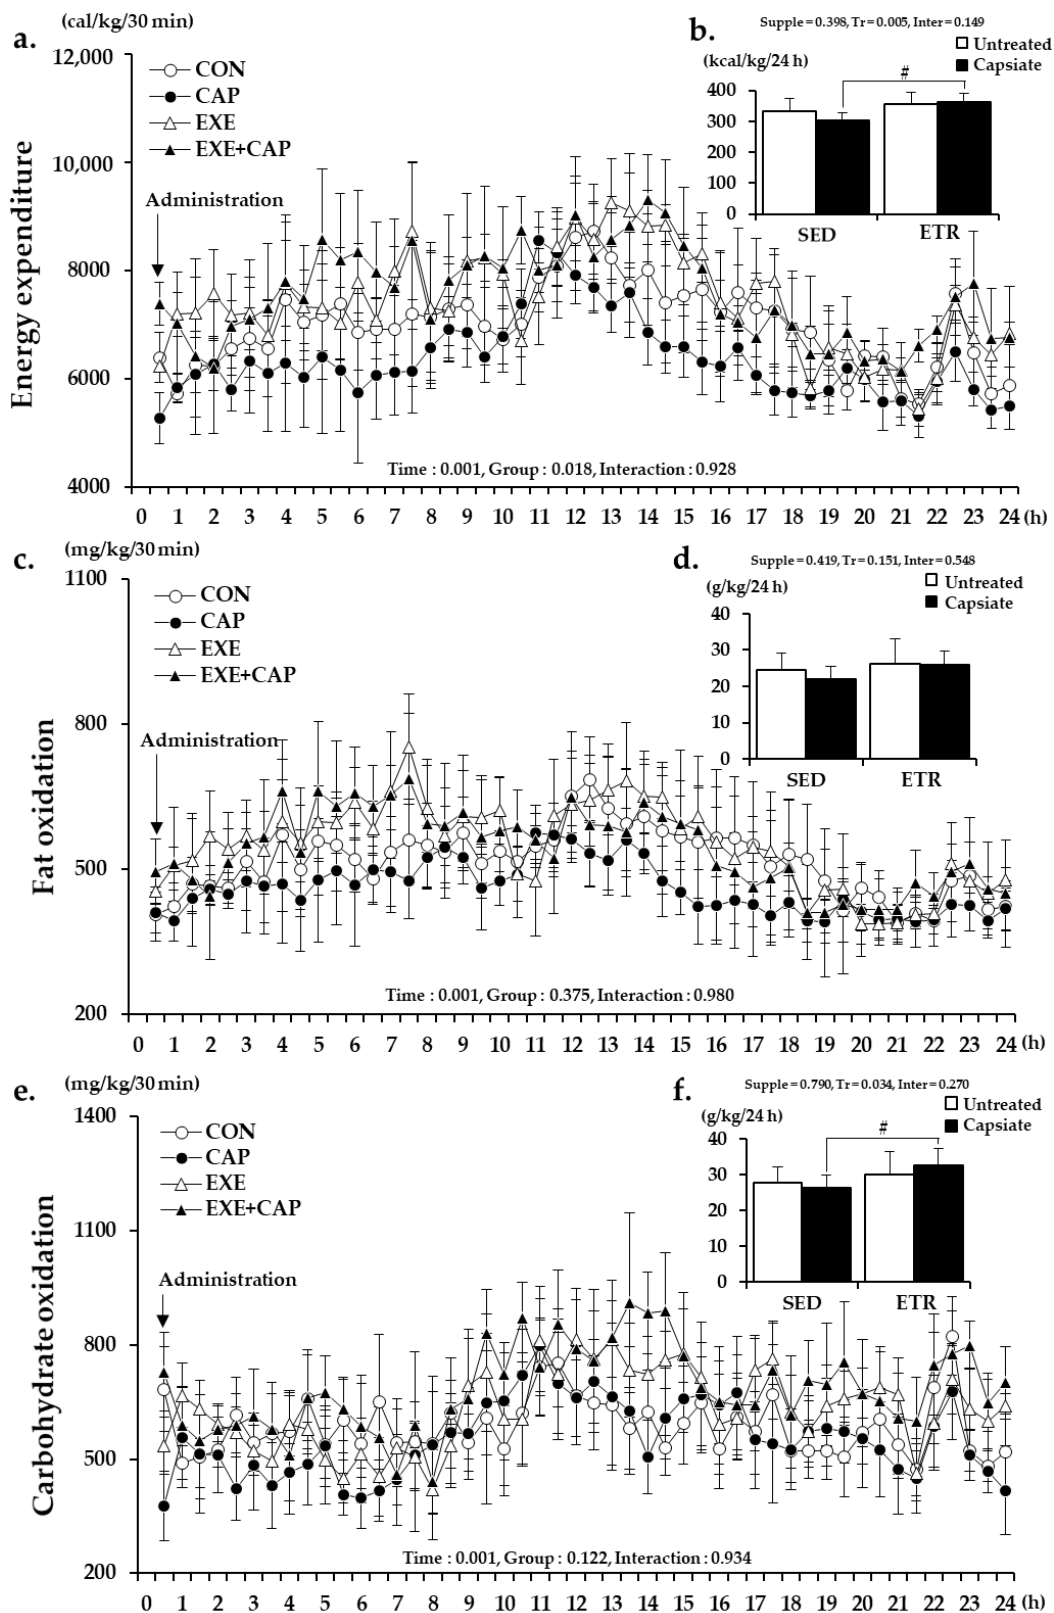 a.
(cal/kg/30 min)
12,000
10,000
8000
6000
4000
Energy expenditure
CON
CAP
EXE
EXE+CAP
Administration
Time : 0.001, Group : 0.018, Interaction : 0.928
0 1 2 3 4 5 6 7 8 9 10 11 12 13 14 15 16 17 18 19 20 21 22 23 24 (h)
b.
Supple = 0.398, Tr = 0.005, Inter = 0.149
(kcal/kg/24 h)
Untreated
Capsiate
#
400
300
200
100
0
SED ETR
c.
(mg/kg/30 min)
1100
800
500
200
Fat oxidation
CON
CAP
EXE
EXE+CAP
Administration
Time : 0.001, Group : 0.375, Interaction : 0.980
0 1 2 3 4 5 6 7 8 9 10 11 12 13 14 15 16 17 18 19 20 21 22 23 24 (h)
d.
Supple = 0.419, Tr = 0.151, Inter = 0.548
(g/kg/24 h)
Untreated
Capsiate
40
30
20
10
0
SED ETR
e.
(mg/kg/30 min)
1400
1100
800
500
200
Carbohydrate oxidation
CON
CAP
EXE
EXE+CAP
Administration
Time : 0.001, Group : 0.122, Interaction : 0.934
0 1 2 3 4 5 6 7 8 9 10 11 12 13 14 15 16 17 18 19 20 21 22 23 24 (h)
f.
Supple = 0.790, Tr = 0.034, Inter = 0.270
(g/kg/24 h)
Untreated
Capsiate
#
40
30
20
10
0
SED ETR